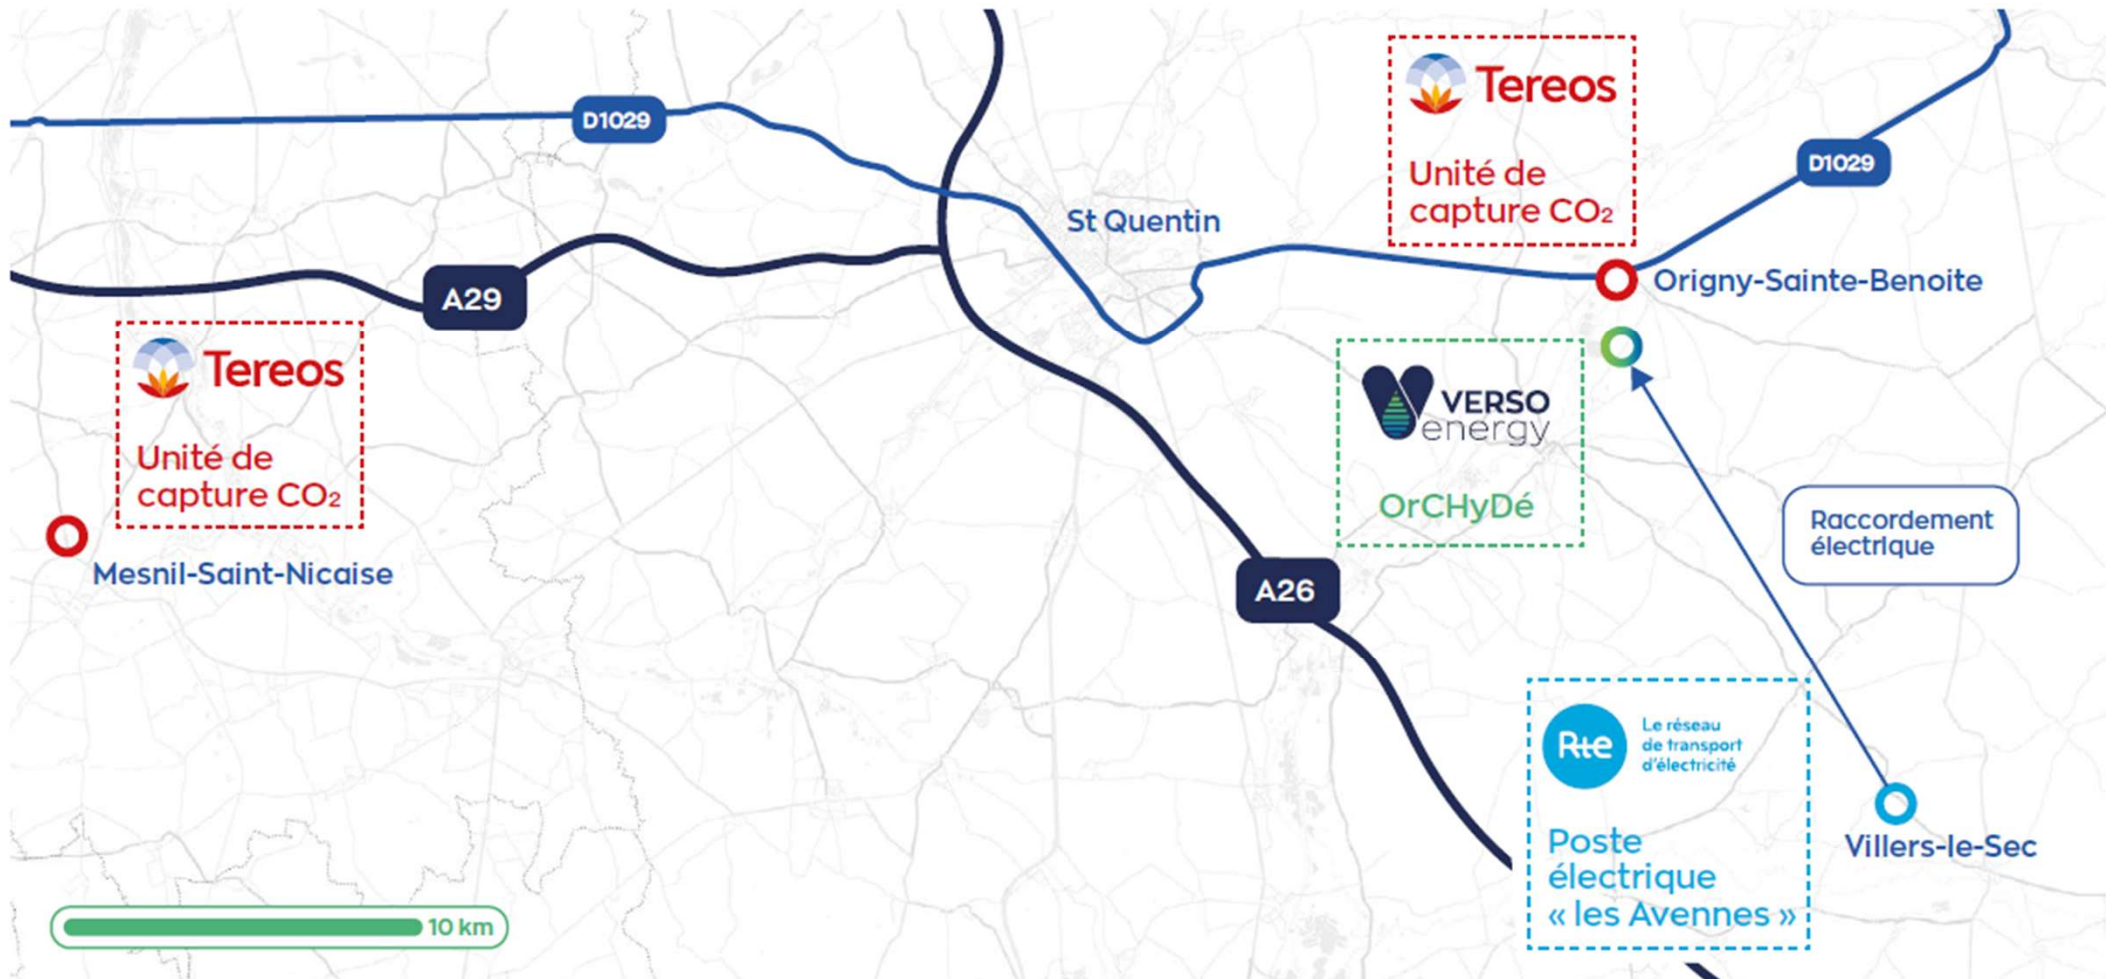 D1029
Tereos
Unité de
capture CO₂
D1029
St Quentin
Origny-Sainte-Benoite
A29
Tereos
Unité de
capture CO₂
Mesnil-Saint-Nicaise
VERSO
energy
OrCHyDé
Raccordement
électrique
A26
Rte
Le réseau
de transport
d'électricité
Poste
électrique
« les Avennes »
Villers-le-Sec
10 km